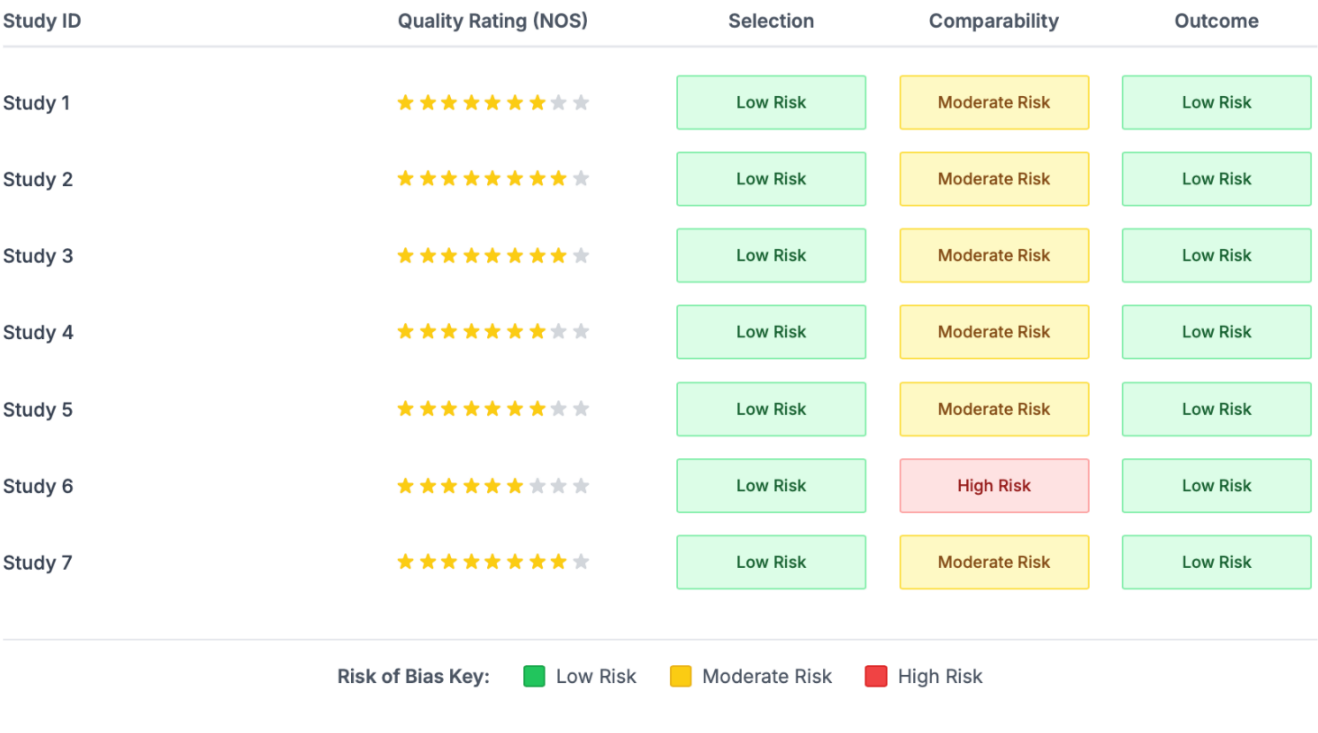 Study ID Quality Rating (NOS) Selection Comparability Outcome
Study 1 Low Risk Moderate Risk Low Risk
Study 2 Low Risk Moderate Risk Low Risk
Study 3 Low Risk Moderate Risk Low Risk
Study 4 Low Risk Moderate Risk Low Risk
Study 5 Low Risk Moderate Risk Low Risk
Study 6 Low Risk High Risk Low Risk
Study 7 Low Risk Moderate Risk Low Risk
Risk of Bias Key: Low Risk Moderate Risk High Risk